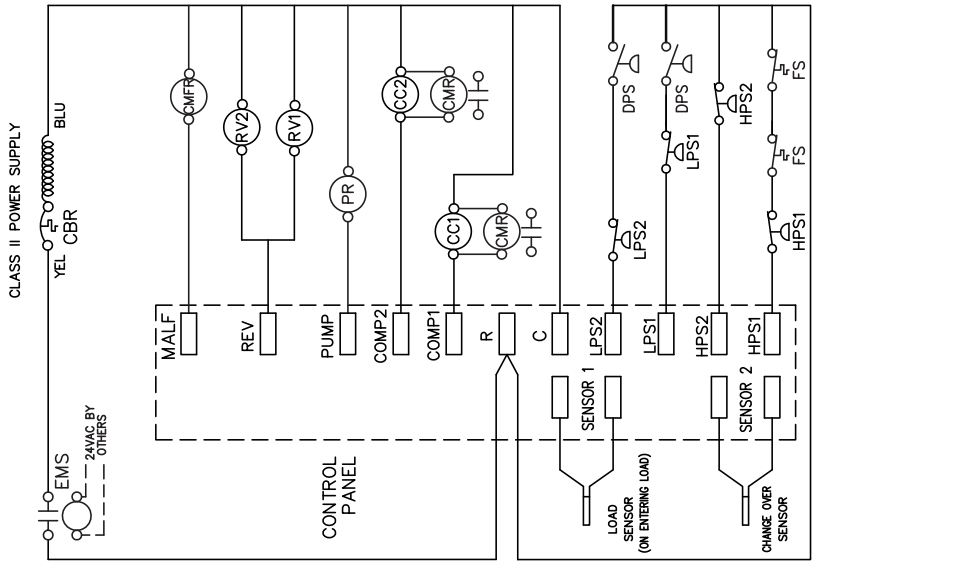 CLASS II POWER SUPPLY
BLU
CBR
YEL
EMS
24VAC BY
OTHERS
CMFR
RV2
RV1
PR
CC2
CMR
CC1
CMR
DPS
DPS
HPS2
FS
FS
LPS1
LPS2
HPS1
MALF
REV
PUMP
COMP2
COMP1
R
C
LPS2
LPS1
HPS2
HPS1
SENSOR 1
SENSOR 2
CONTROL
PANEL
LOAD
SENSOR
(ON ENTERING LOAD)
CHANGE OVER
SENSOR